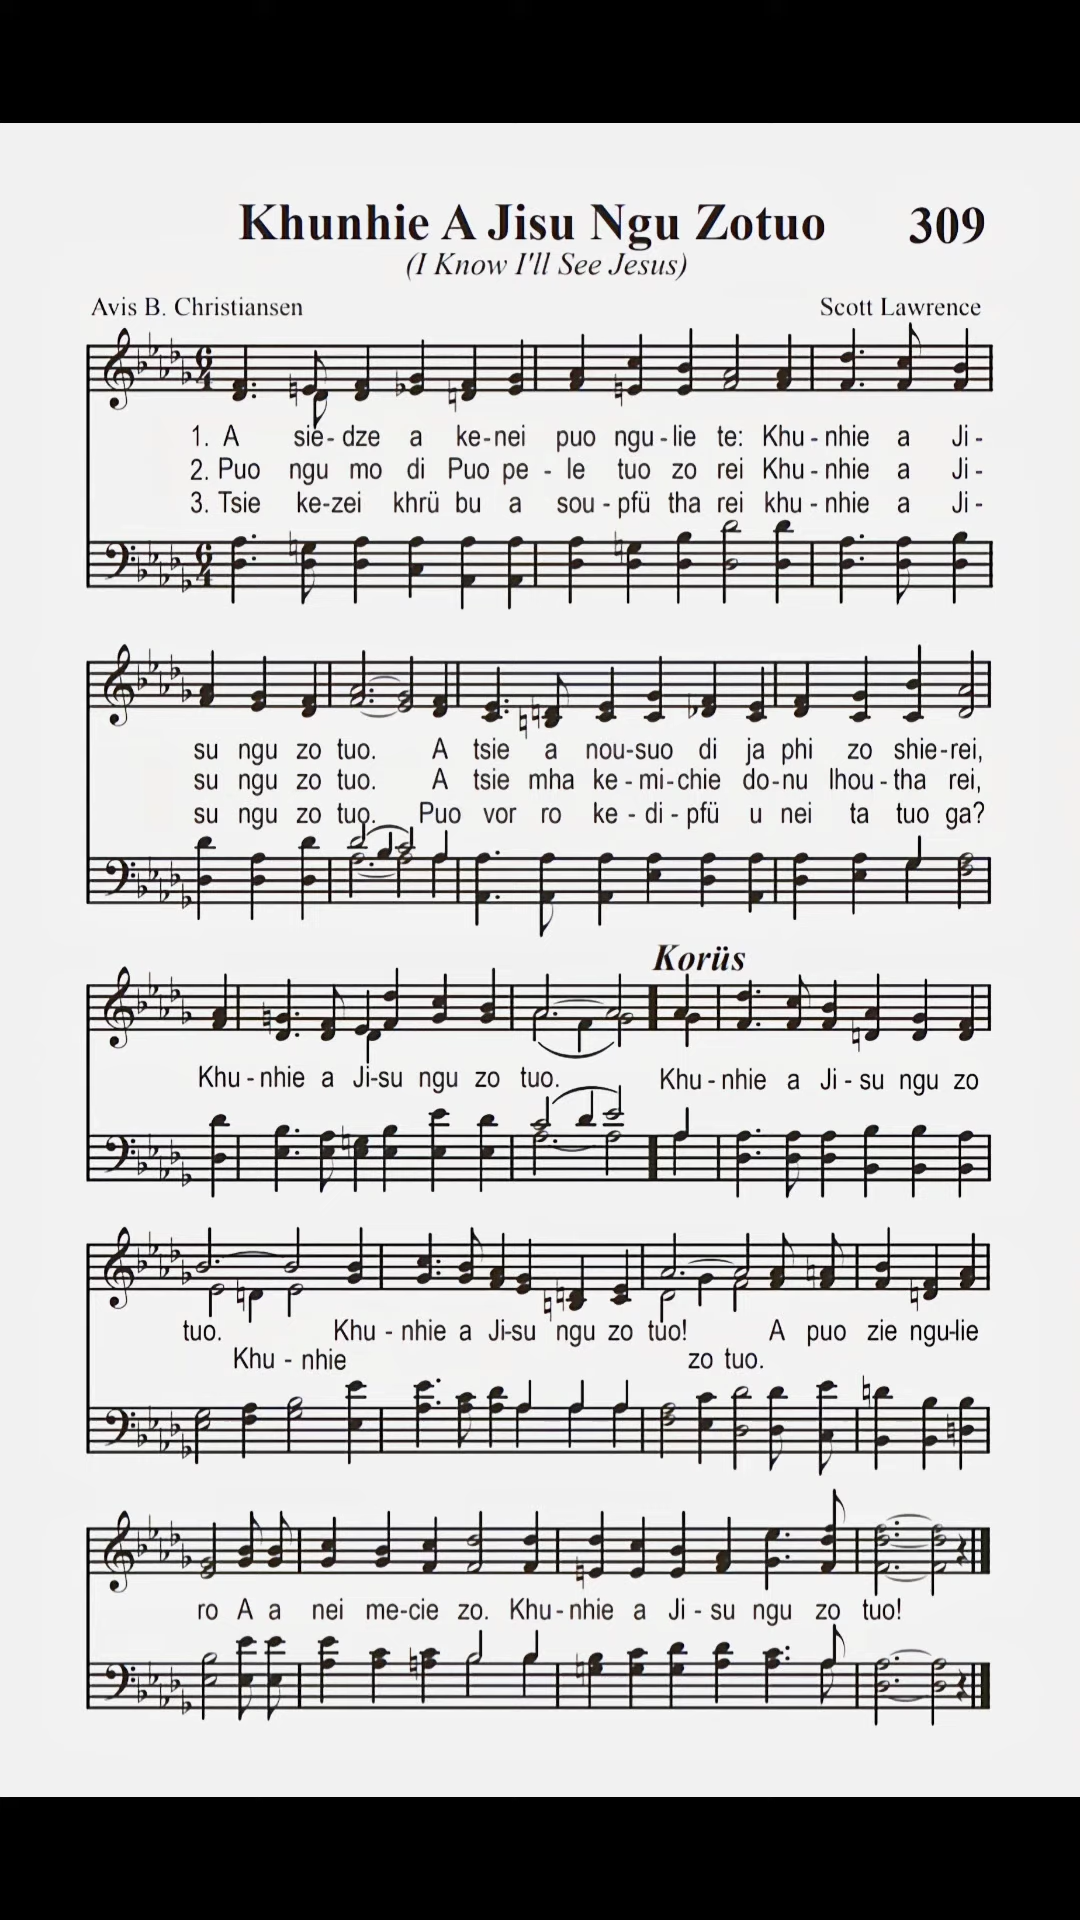 Khunhie A Jisu Ngu Zotuo 309
(I Know I'll See Jesus)
Avis B. Christiansen Scott Lawrence
1. A sie - dze a ke - nei puo ngu - lie te: Khu - nhie a Ji -
2. Puo ngu mo di Puo pe - le tuo zo rei Khu - nhie a Ji -
3. Tsie ke - zei khrü bu a sou - pfü tha rei khu - nhie a Ji -
su ngu zo tuo. A tsie a nou - suo di ja phi zo shie - rei,
su ngu zo tuo. A tsie mha ke - mi - chie do - nu lhou - tha rei,
su ngu zo tuo. Puo vor ro ke - di - pfü u nei ta tuo ga?
Korüs
Khu - nhie a Ji - su ngu zo tuo. Khu - nhie a Ji - su ngu zo
tuo. Khu - nhie a Ji - su ngu zo tuo! A puo zie ngu - lie
Khu - nhie zo tuo.
ro A a nei me - cie zo. Khu - nhie a Ji - su ngu zo tuo!